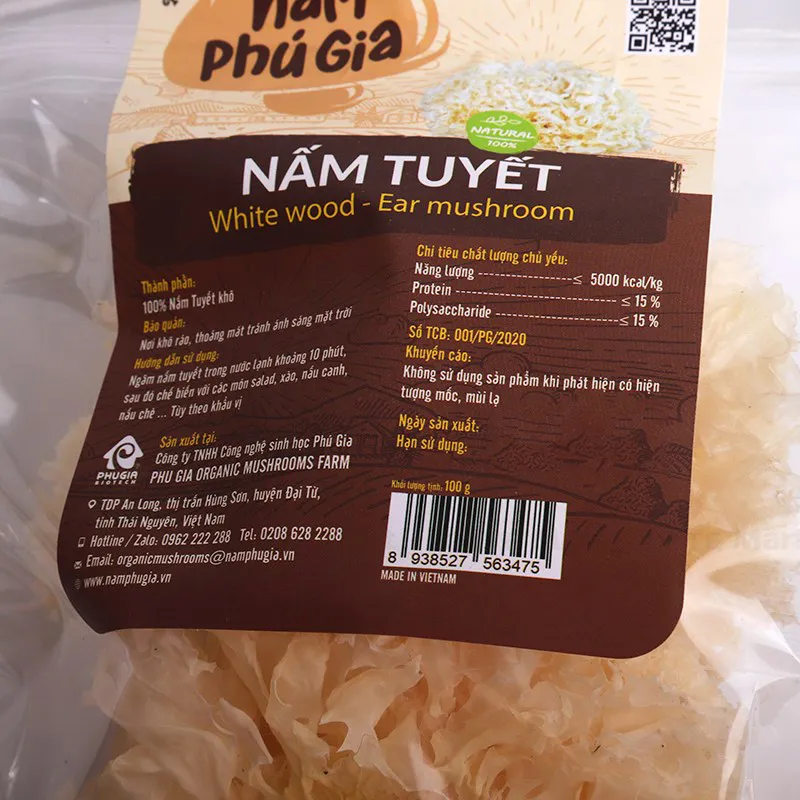 NẤM
PHÚ GIA
NATURAL
100%
NẤM TUYẾT
White wood - Ear mushroom
Thành phần:
100% Nấm Tuyết khô
Bảo quản:
Nơi khô ráo, thoáng mát tránh ánh sáng mặt trời
Hướng dẫn sử dụng:
Ngâm nấm tuyết trong nước lạnh khoảng 10 phút,
sau đó chế biến với các món salad, xào, nấu canh,
nấu chè ... Tùy theo khẩu vị
Chỉ tiêu chất lượng chủ yếu:
Năng lượng ------------------- ≤ 5000 kcal/kg
Protein ------------------------------- ≤ 15 %
Polysaccharide ----------------------- ≤ 15 %
Số TCB: 001/PG/2020
Khuyến cáo:
Không sử dụng sản phẩm khi phát hiện có hiện
tượng mốc, mùi lạ
Ngày sản xuất:
Hạn sử dụng:
PHUGIA
BIOTECH
Sản xuất tại:
Công ty TNHH Công nghệ sinh học Phú Gia
PHU GIA ORGANIC MUSHROOMS FARM
TDP An Long, thị trấn Hùng Sơn, huyện Đại Từ,
tỉnh Thái Nguyên, Việt Nam
Hotline / Zalo: 0962 222 288 Tel: 0208 628 2288
Email: organicmushrooms@namphugia.vn
www.namphugia.vn
Khối lượng tịnh: 100 g
8 938527 563475
MADE IN VIETNAM